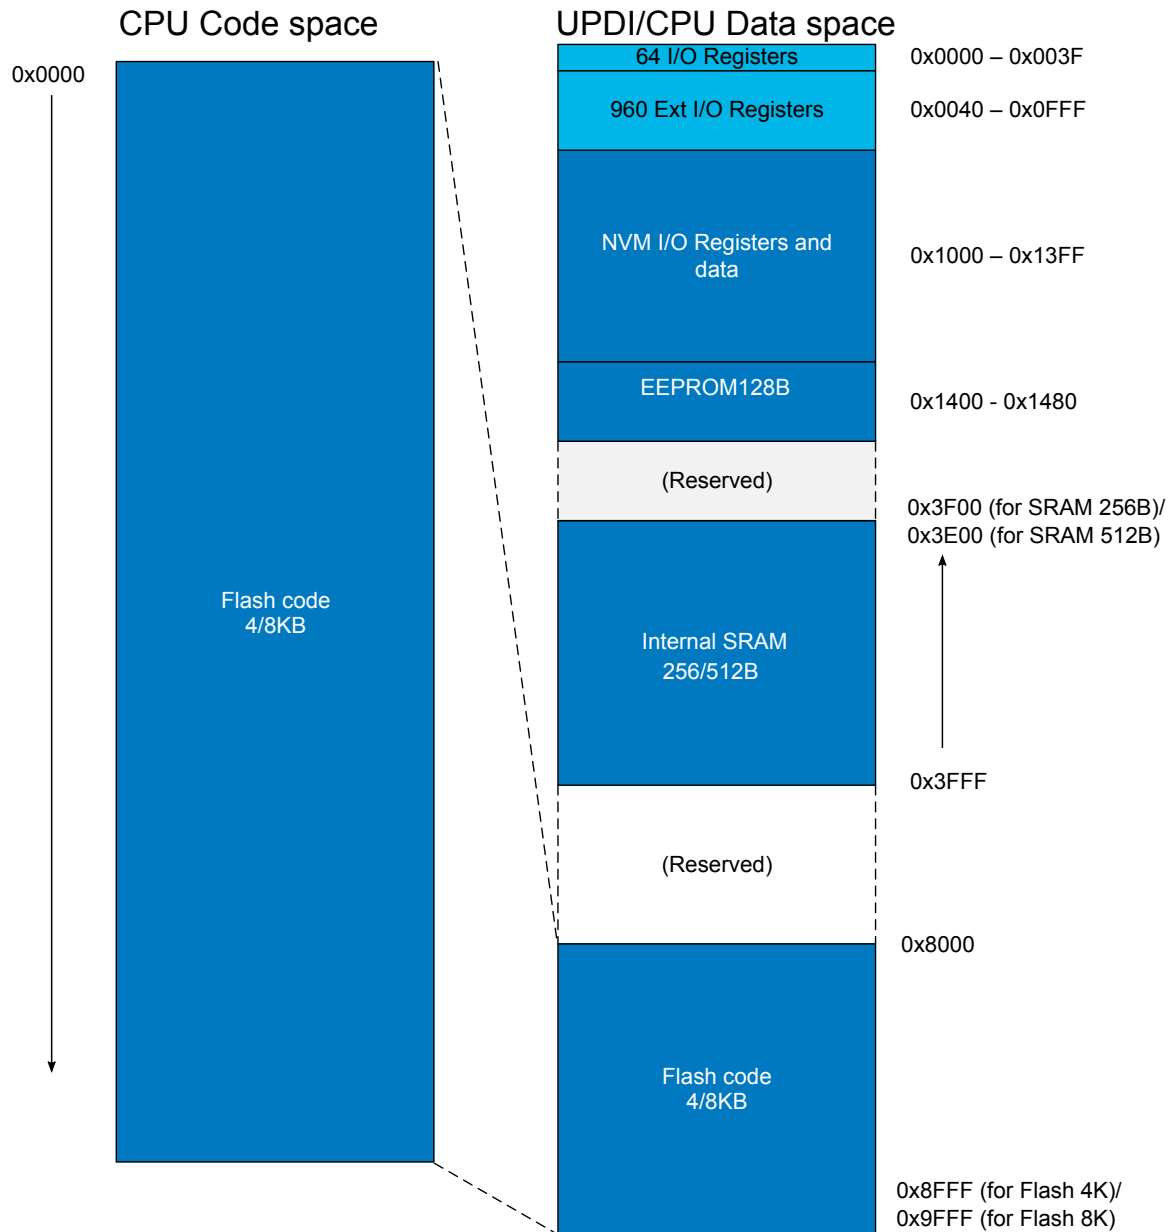 CPU Code space
UPDI/CPU Data space
0x0000
64 I/O Registers
0x0000 – 0x003F
960 Ext I/O Registers
0x0040 – 0x0FFF
NVM I/O Registers and
data
0x1000 – 0x13FF
EEPROM128B
0x1400 - 0x1480
(Reserved)
0x3F00 (for SRAM 256B)/
0x3E00 (for SRAM 512B)
Flash code
4/8KB
Internal SRAM
256/512B
0x3FFF
(Reserved)
0x8000
Flash code
4/8KB
0x8FFF (for Flash 4K)/
0x9FFF (for Flash 8K)